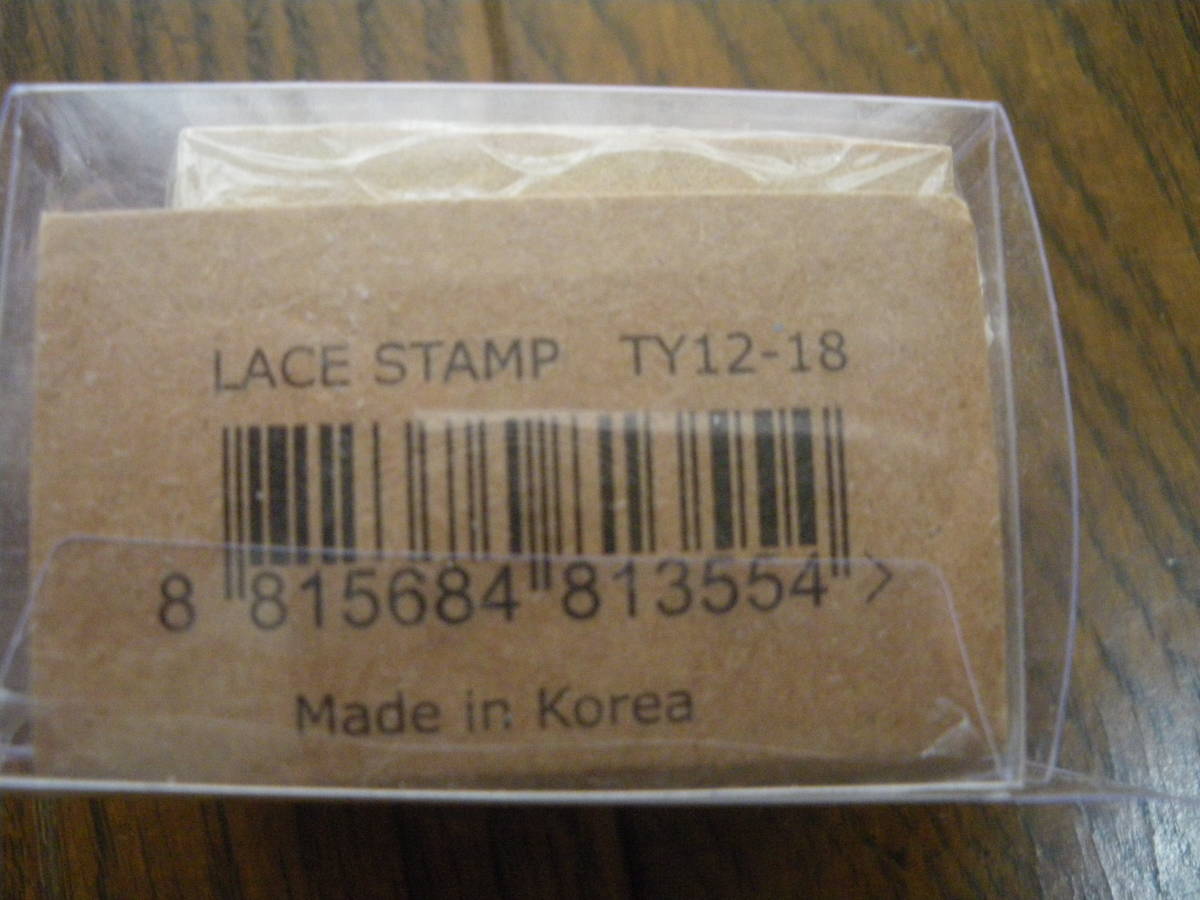 LACE STAMP TY12-18
8 815684 813554 >
Made in Korea